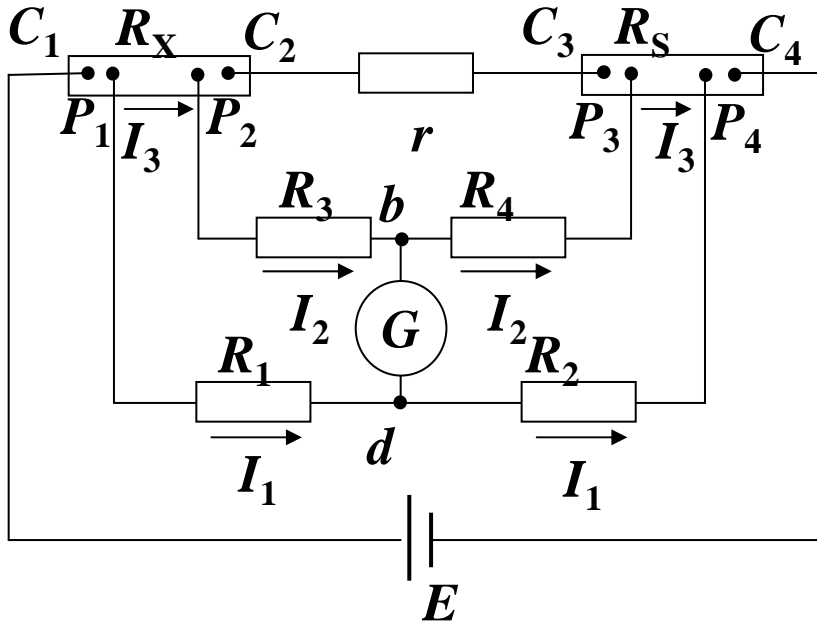 C₁ Rₓ C₂ C₃ R_S C₄
P₁ I₃ P₂ r P₃ I₃ P₄
R₃ b R₄
I₂ G I₂
R₁ R₂
I₁ d I₁
E